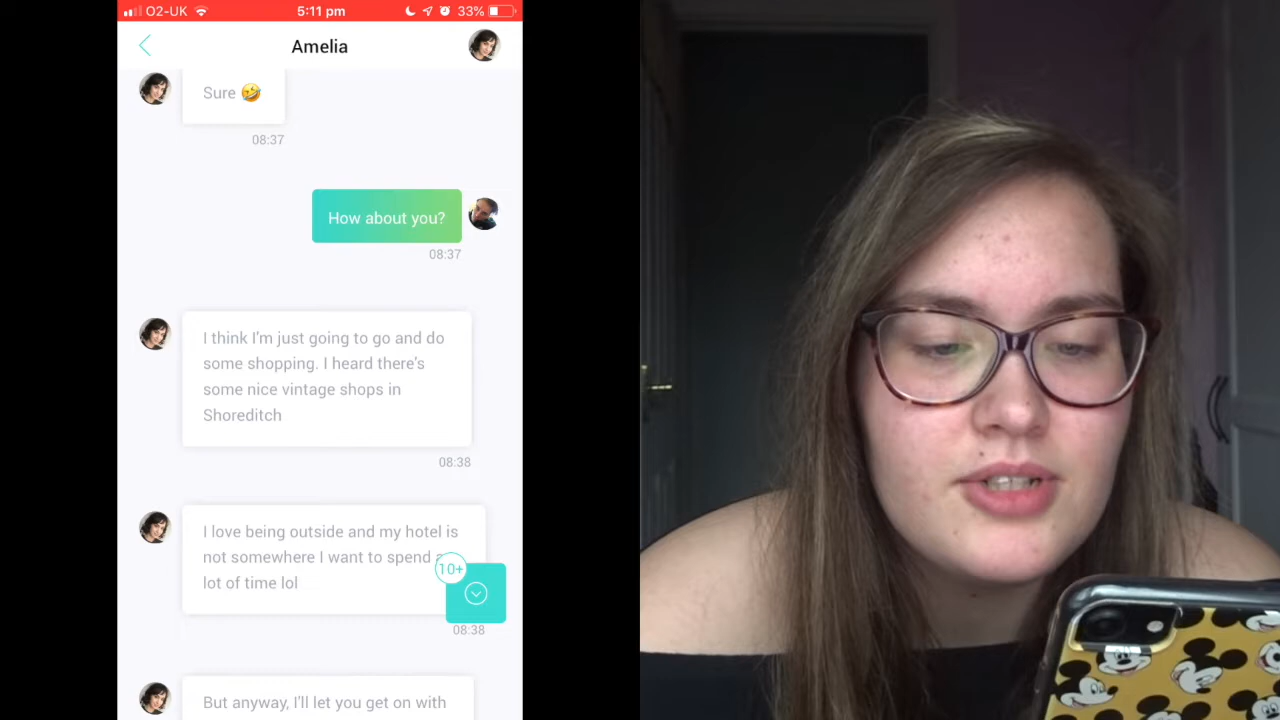 O2-UK 5:11 pm 33%
Amelia
Sure 🤣
08:37
How about you?
08:37
I think I'm just going to go and do
some shopping. I heard there's
some nice vintage shops in
Shoreditch
08:38
I love being outside and my hotel is
not somewhere I want to spend a
lot of time lol
10+
08:38
But anyway, I'll let you get on with